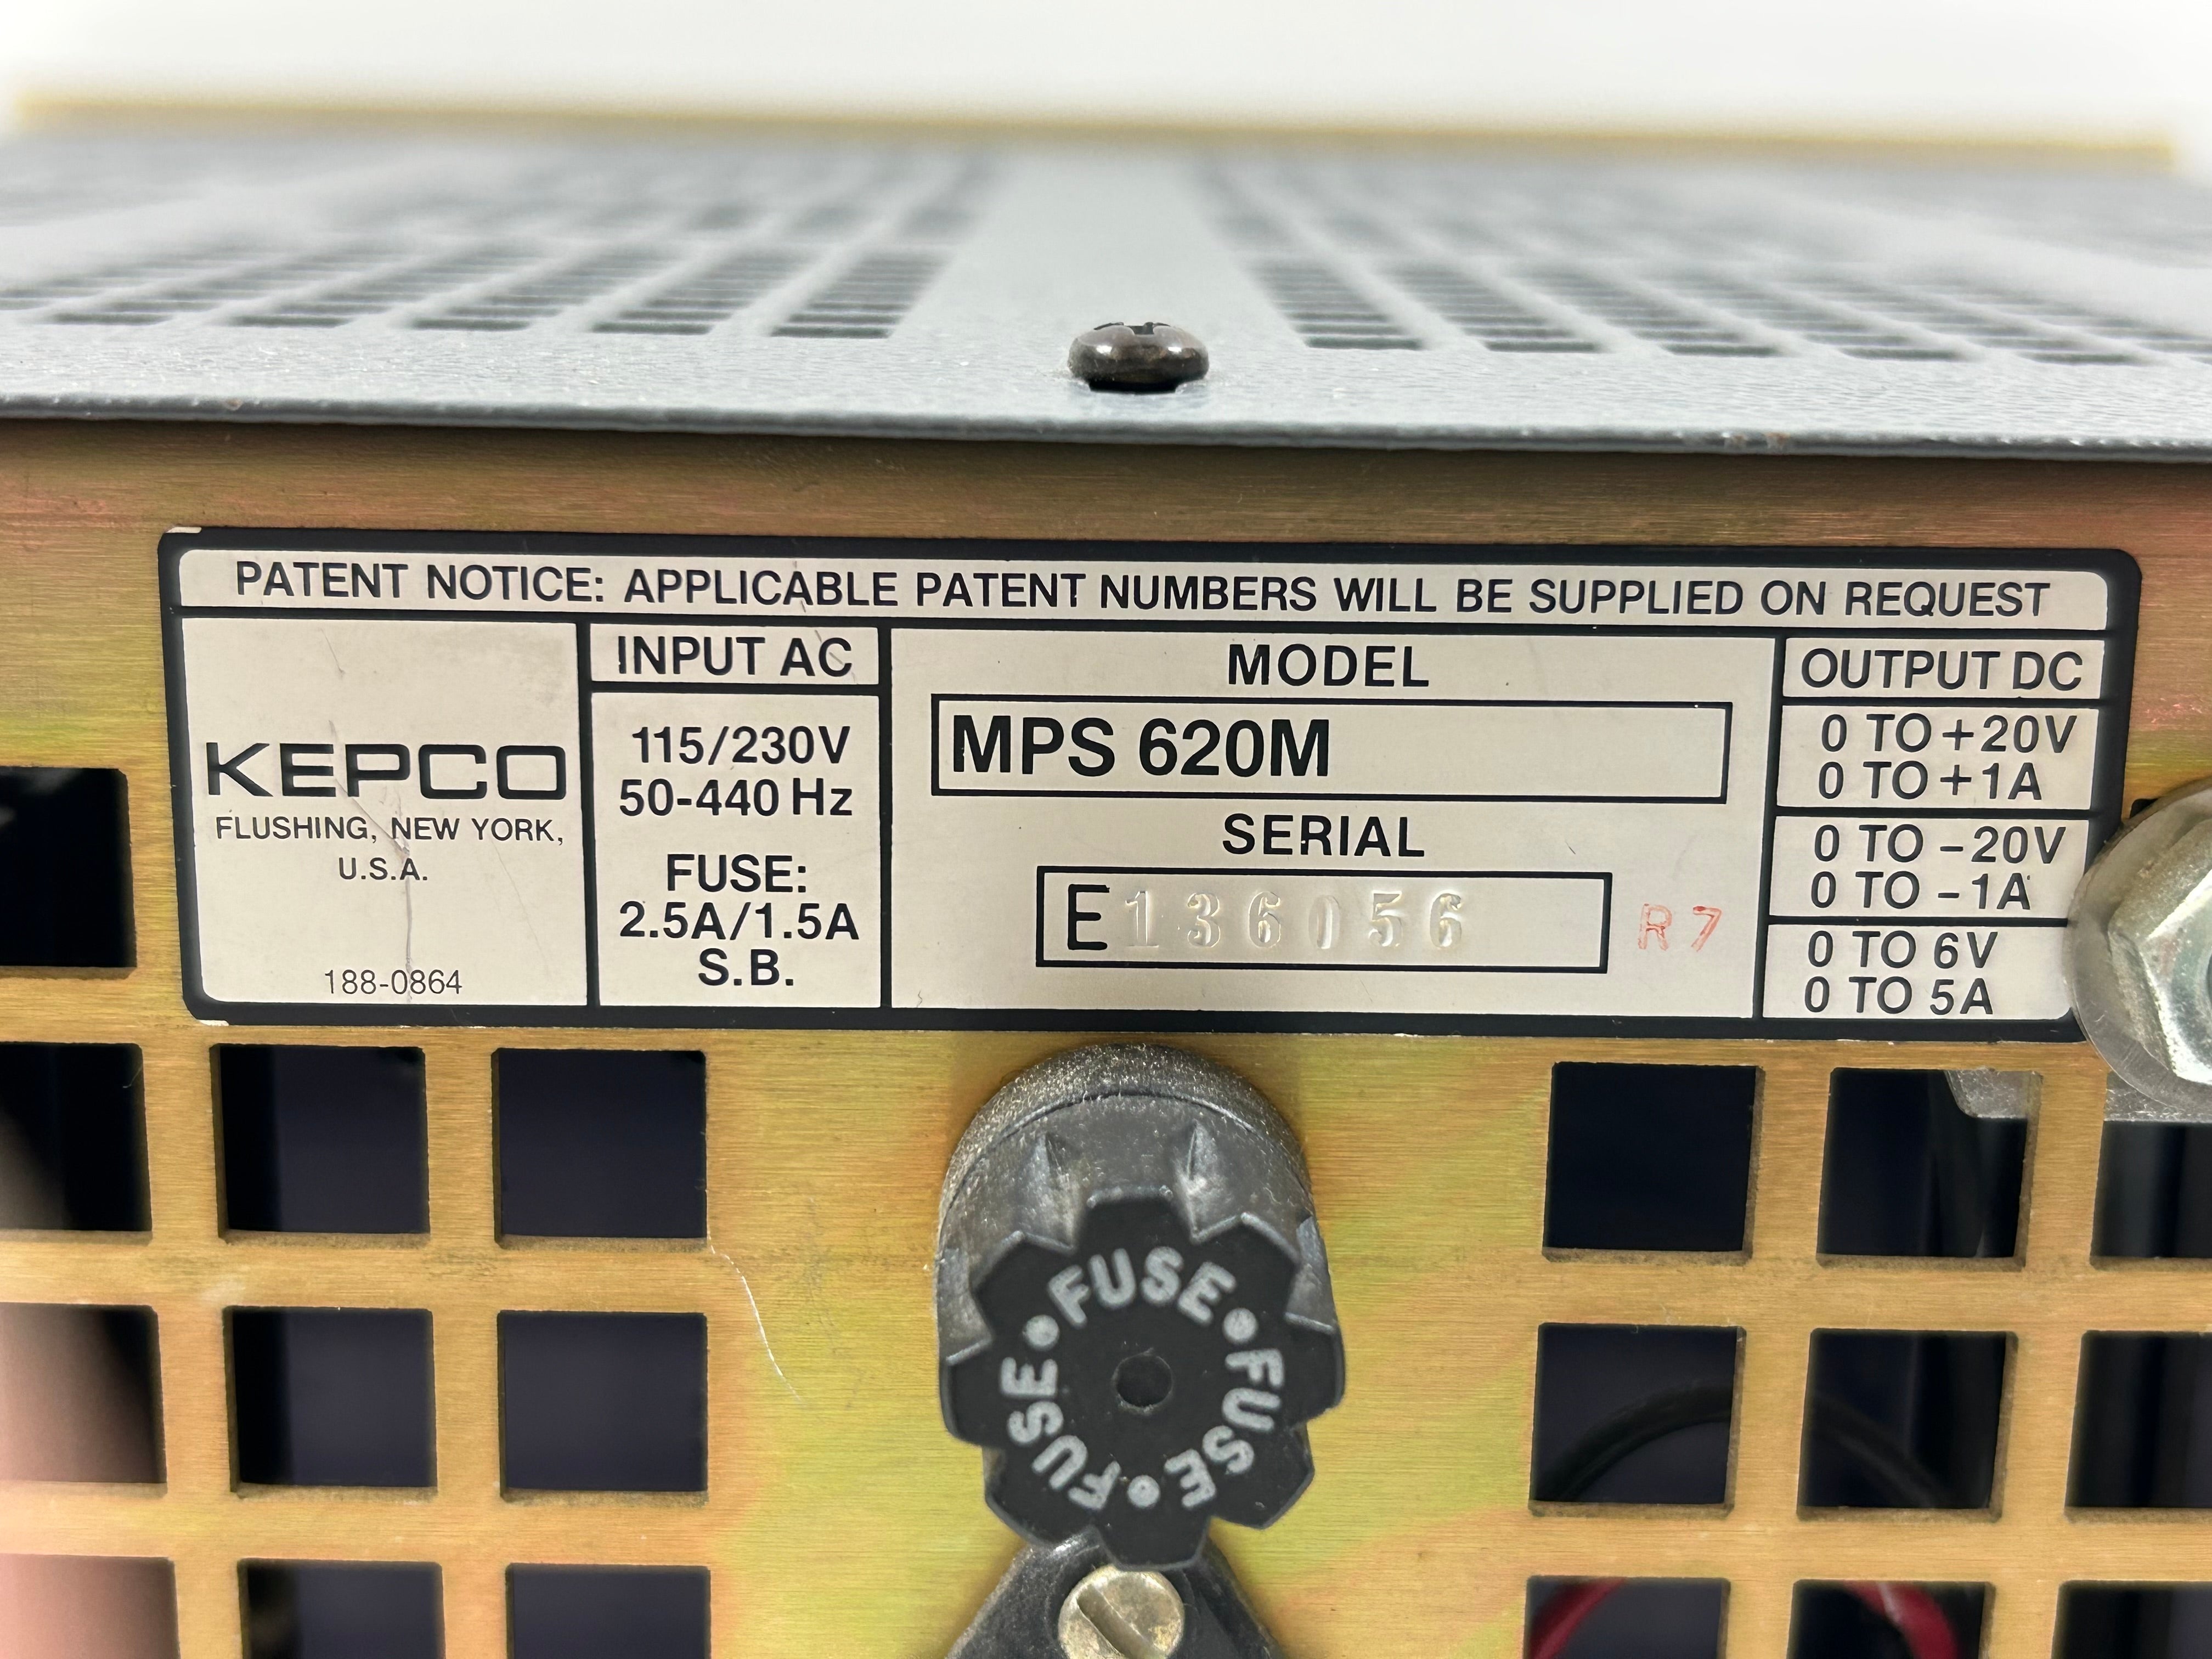 PATENT NOTICE: APPLICABLE PATENT NUMBERS WILL BE SUPPLIED ON REQUEST
KEPCO
FLUSHING, NEW YORK,
U.S.A.
188-0864
INPUT AC
115/230V
50-440 Hz
FUSE:
2.5A/1.5A
S.B.
MODEL
MPS 620M
SERIAL
E136056
R7
OUTPUT DC
0 TO +20V
0 TO +1A
0 TO -20V
0 TO -1A
0 TO 6V
0 TO 5A
FUSE • FUSE • FUSE • FUSE